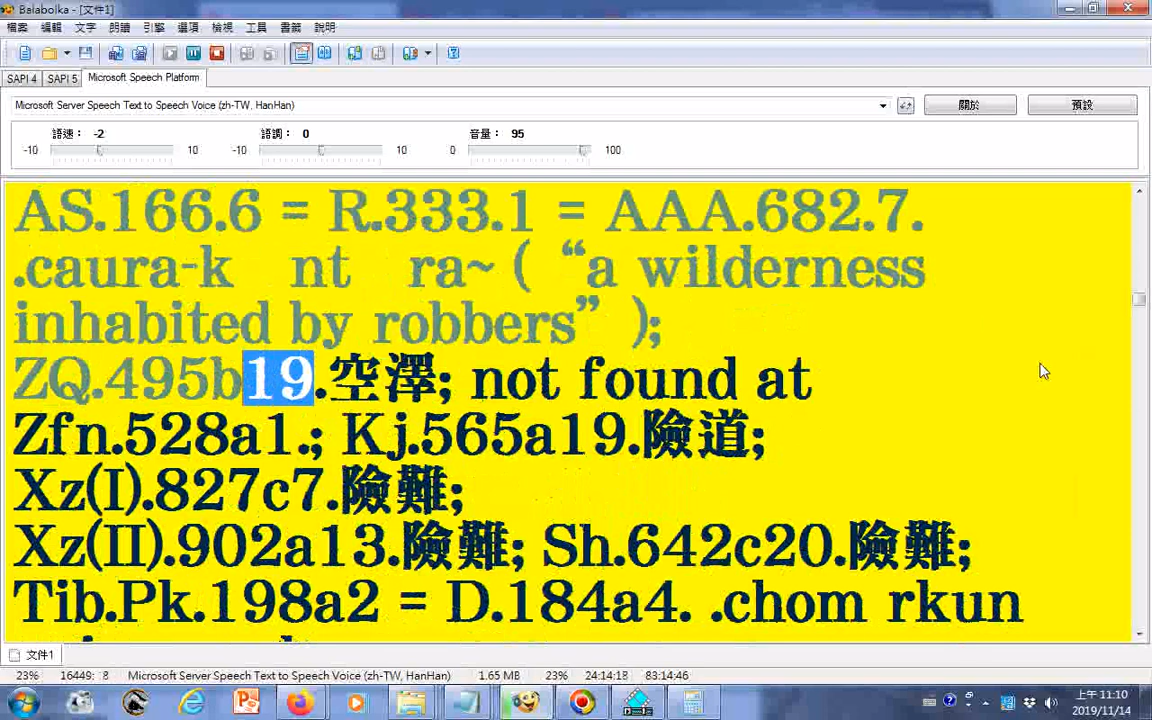 Balabolka - [文件1]
檔案 編輯 文字 朗讀 引擎 選項 檢視 工具 書籤 說明
SAPI 4 SAPI 5 Microsoft Speech Platform
Microsoft Server Speech Text to Speech Voice (zh-TW, HanHan) 關於 預設
語速： -2 語調： 0 音量： 95
-10 10 -10 10 0 100
AS.166.6 = R.333.1 = AAA.682.7.
.caura-k nt ra~ ( “a wilderness
inhabited by robbers” );
ZQ.495b19.空澤; not found at
Zfn.528a1.; Kj.565a19.險道;
Xz(I).827c7.險難;
Xz(II).902a13.險難; Sh.642c20.險難;
Tib.Pk.198a2 = D.184a4. .chom rkun
文件1
23% 16449: 8 Microsoft Server Speech Text to Speech Voice (zh-TW, HanHan) 1.65 MB 23% 24:14:18 83:14:46
上午 11:10
2019/11/14